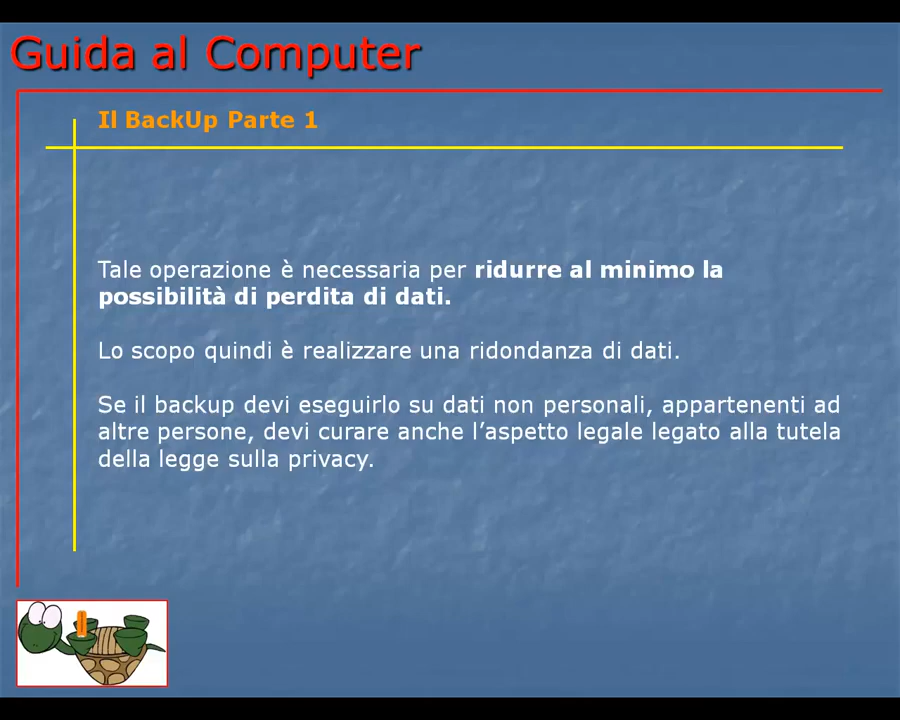 Guida al Computer
Il BackUp Parte 1
Tale operazione è necessaria per ridurre al minimo la
possibilità di perdita di dati.
Lo scopo quindi è realizzare una ridondanza di dati.
Se il backup devi eseguirlo su dati non personali, appartenenti ad
altre persone, devi curare anche l’aspetto legale legato alla tutela
della legge sulla privacy.